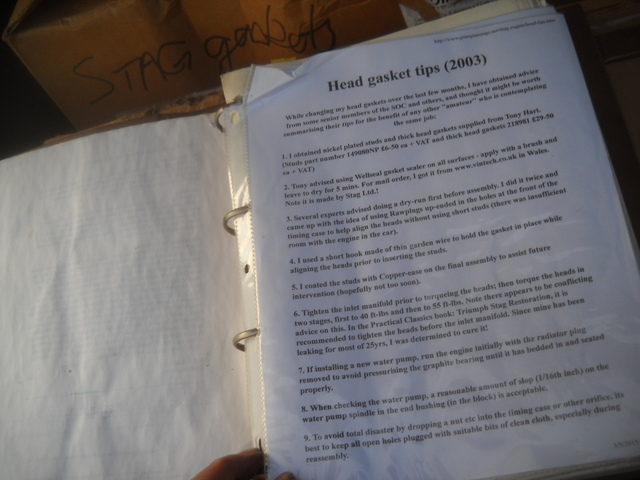 STAG gaskets
Head gasket tips (2003)
While changing my head gaskets over the last few months, I have obtained advice
from some senior members of the SOC and others, and thought it might be worth
summarising their tips for the benefit of any other "amateur" who is contemplating
the same job:
1. I obtained nickel plated studs and thick head gaskets supplied from Tony Hart.
(Studs part number 149080NP £6-50 ea + VAT and thick head gaskets 218981 £29-50
ea + VAT)
2. Tony advised using Wellseal gasket sealer on all surfaces - apply with a brush and
leave to dry for 5 mins. For mail order, I got it from www.vintech.uk in Wales.
Note it is made by Stag Ltd.!
3. Several experts advised doing a dry-run first before assembly. I did it twice and
came up with the idea of using Rawplugs up-ended in the holes at the front of the
timing case to help align the heads without using short studs (there was insufficient
room with the engine in the car).
4. I used a short hook made of thin garden wire to hold the gasket in place while
aligning the heads prior to inserting the studs.
5. I coated the studs with Copper-ease on the final assembly to assist future
intervention (hopefully not too soon).
6. Tighten the inlet manifold prior to torqueing the heads; then torque the heads in
two stages, first to 40 ft-lbs and then to 55 ft-lbs. Note there appears to be conflicting
advice on this. In the Practical Classics book: Triumph Stag Restoration, it is
recommended to tighten the heads before the inlet manifold. Since mine has been
leaking for most of 25yrs, I was determined to cure it!
7. If installing a new water pump, run the engine initially with the radiator plug
removed to avoid pressurising the graphite bearing until it has bedded in and seated
properly.
8. When checking the water pump, a reasonable amount of slop (1/16th inch) on the
water pump spindle in the end bushing (in the block) is acceptable.
9. To avoid total disaster by dropping a nut etc into the timing case or other orifice, its
best to keep all open holes plugged with suitable bits of clean cloth, especially during
reassembly.